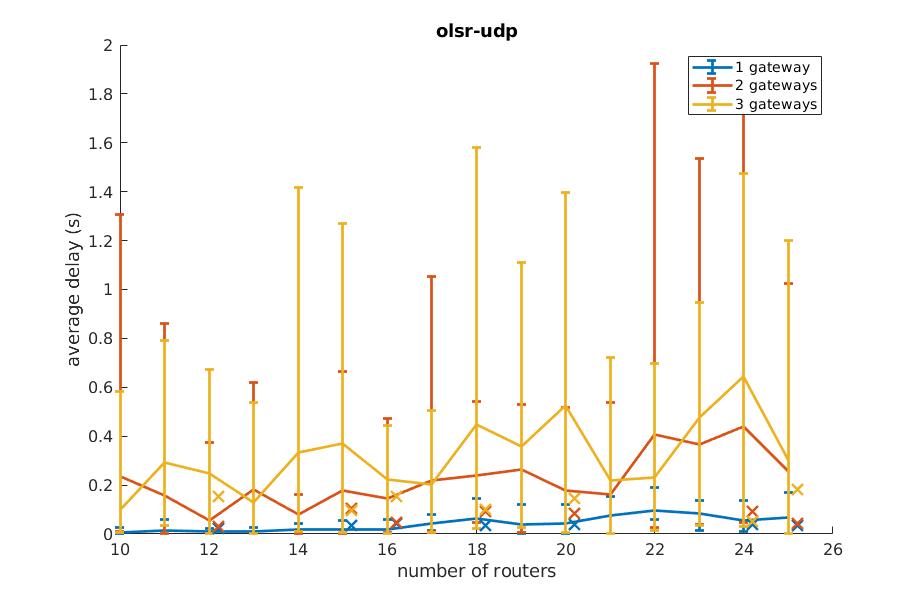 olsr-udp
1 gateway
2 gateways
3 gateways
average delay (s)
2
1.8
1.6
1.4
1.2
1
0.8
0.6
0.4
0.2
0
10 12 14 16 18 20 22 24 26
number of routers